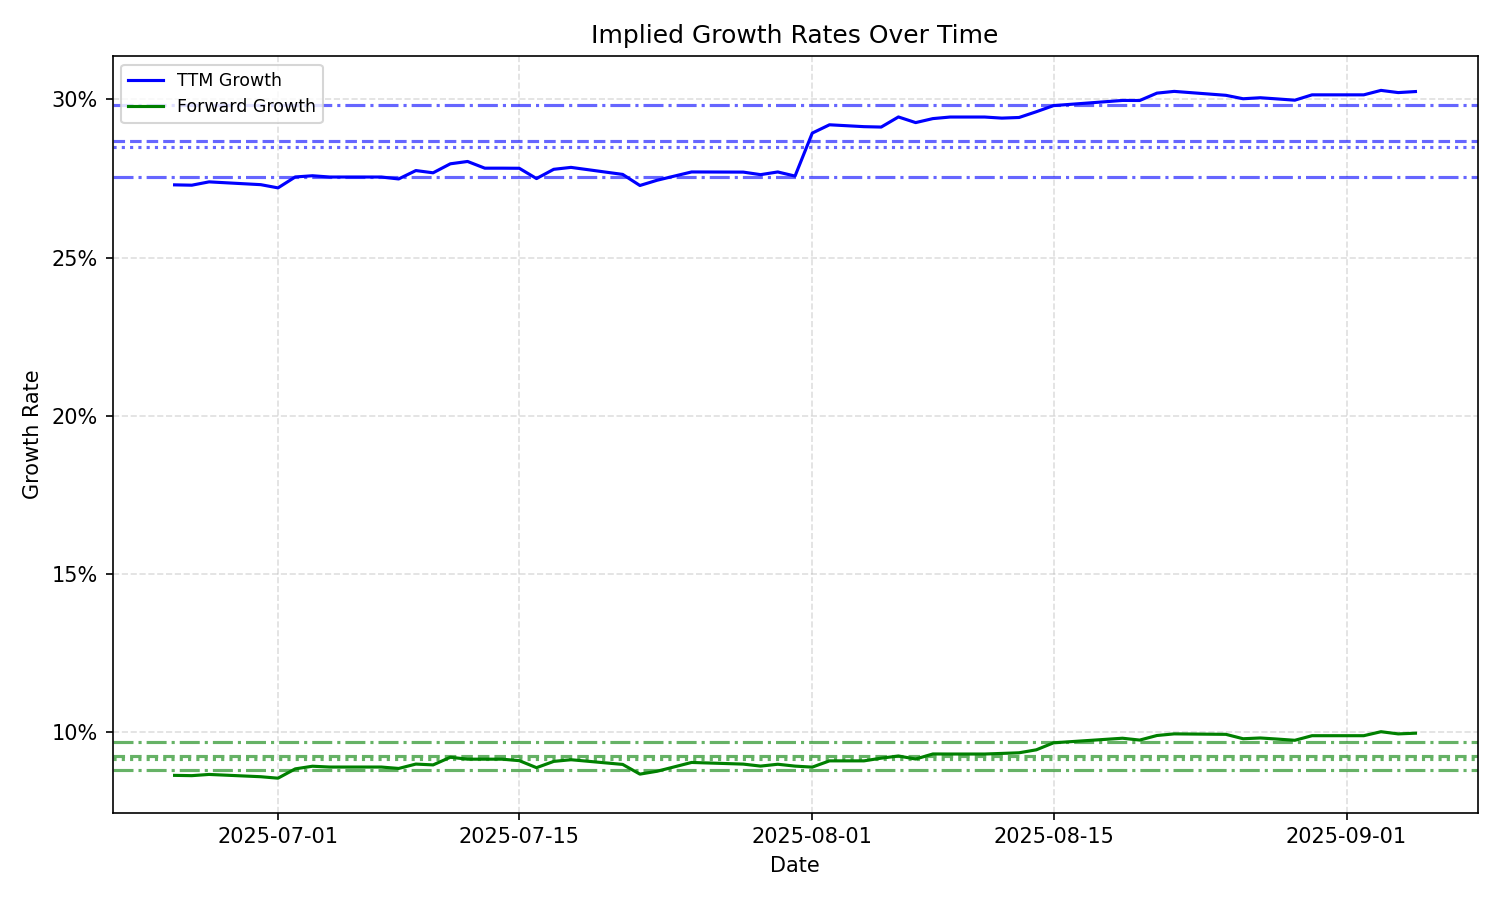 Implied Growth Rates Over Time
TTM Growth
Forward Growth
30%
25%
20%
15%
10%
Growth Rate
2025-07-01
2025-07-15
2025-08-01
2025-08-15
2025-09-01
Date